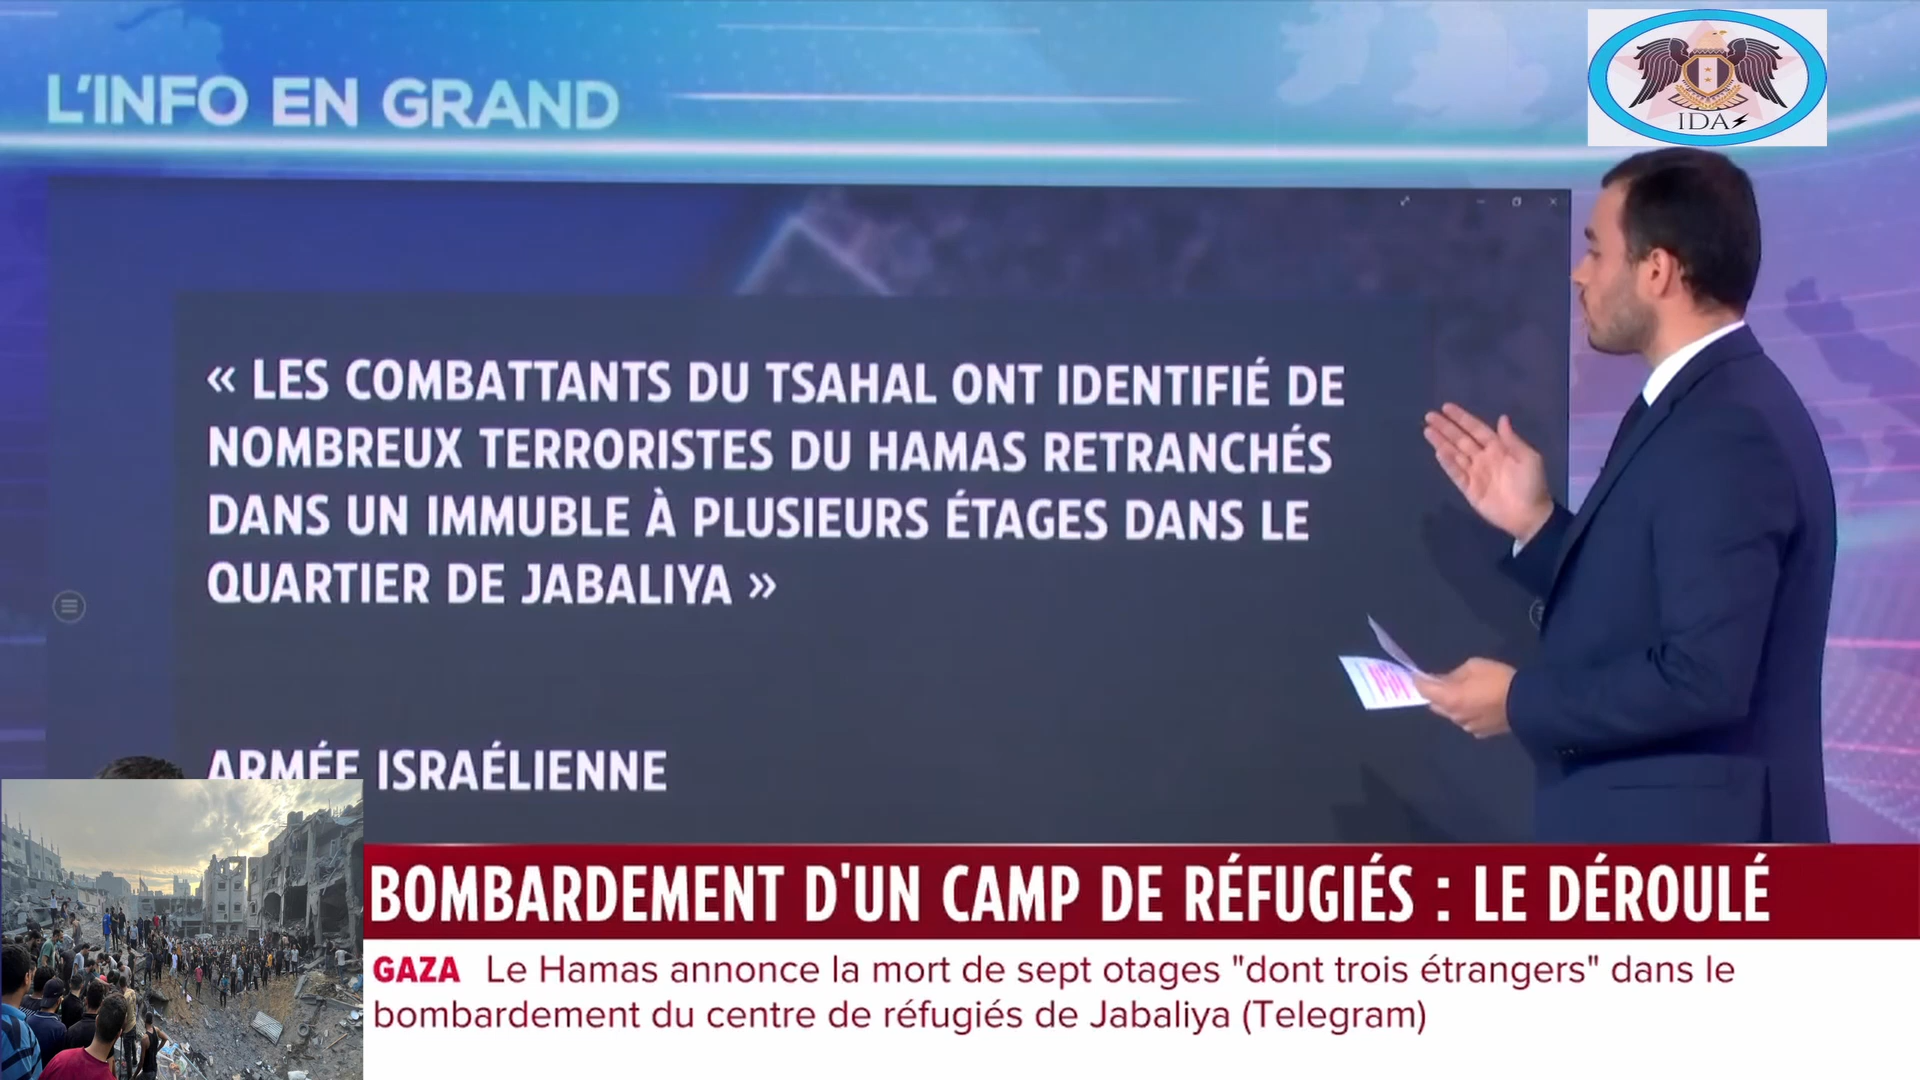 L'INFO EN GRAND
IDA
« LES COMBATTANTS DU TSAHAL ONT IDENTIFIÉ DE
NOMBREUX TERRORISTES DU HAMAS RETRANCHÉS
DANS UN IMMUBLE À PLUSIEURS ÉTAGES DANS LE
QUARTIER DE JABALIYA »
ARMÉE ISRAÉLIENNE
BOMBARDEMENT D'UN CAMP DE RÉFUGIÉS : LE DÉROULÉ
GAZA Le Hamas annonce la mort de sept otages "dont trois étrangers" dans le
bombardement du centre de réfugiés de Jabaliya (Telegram)